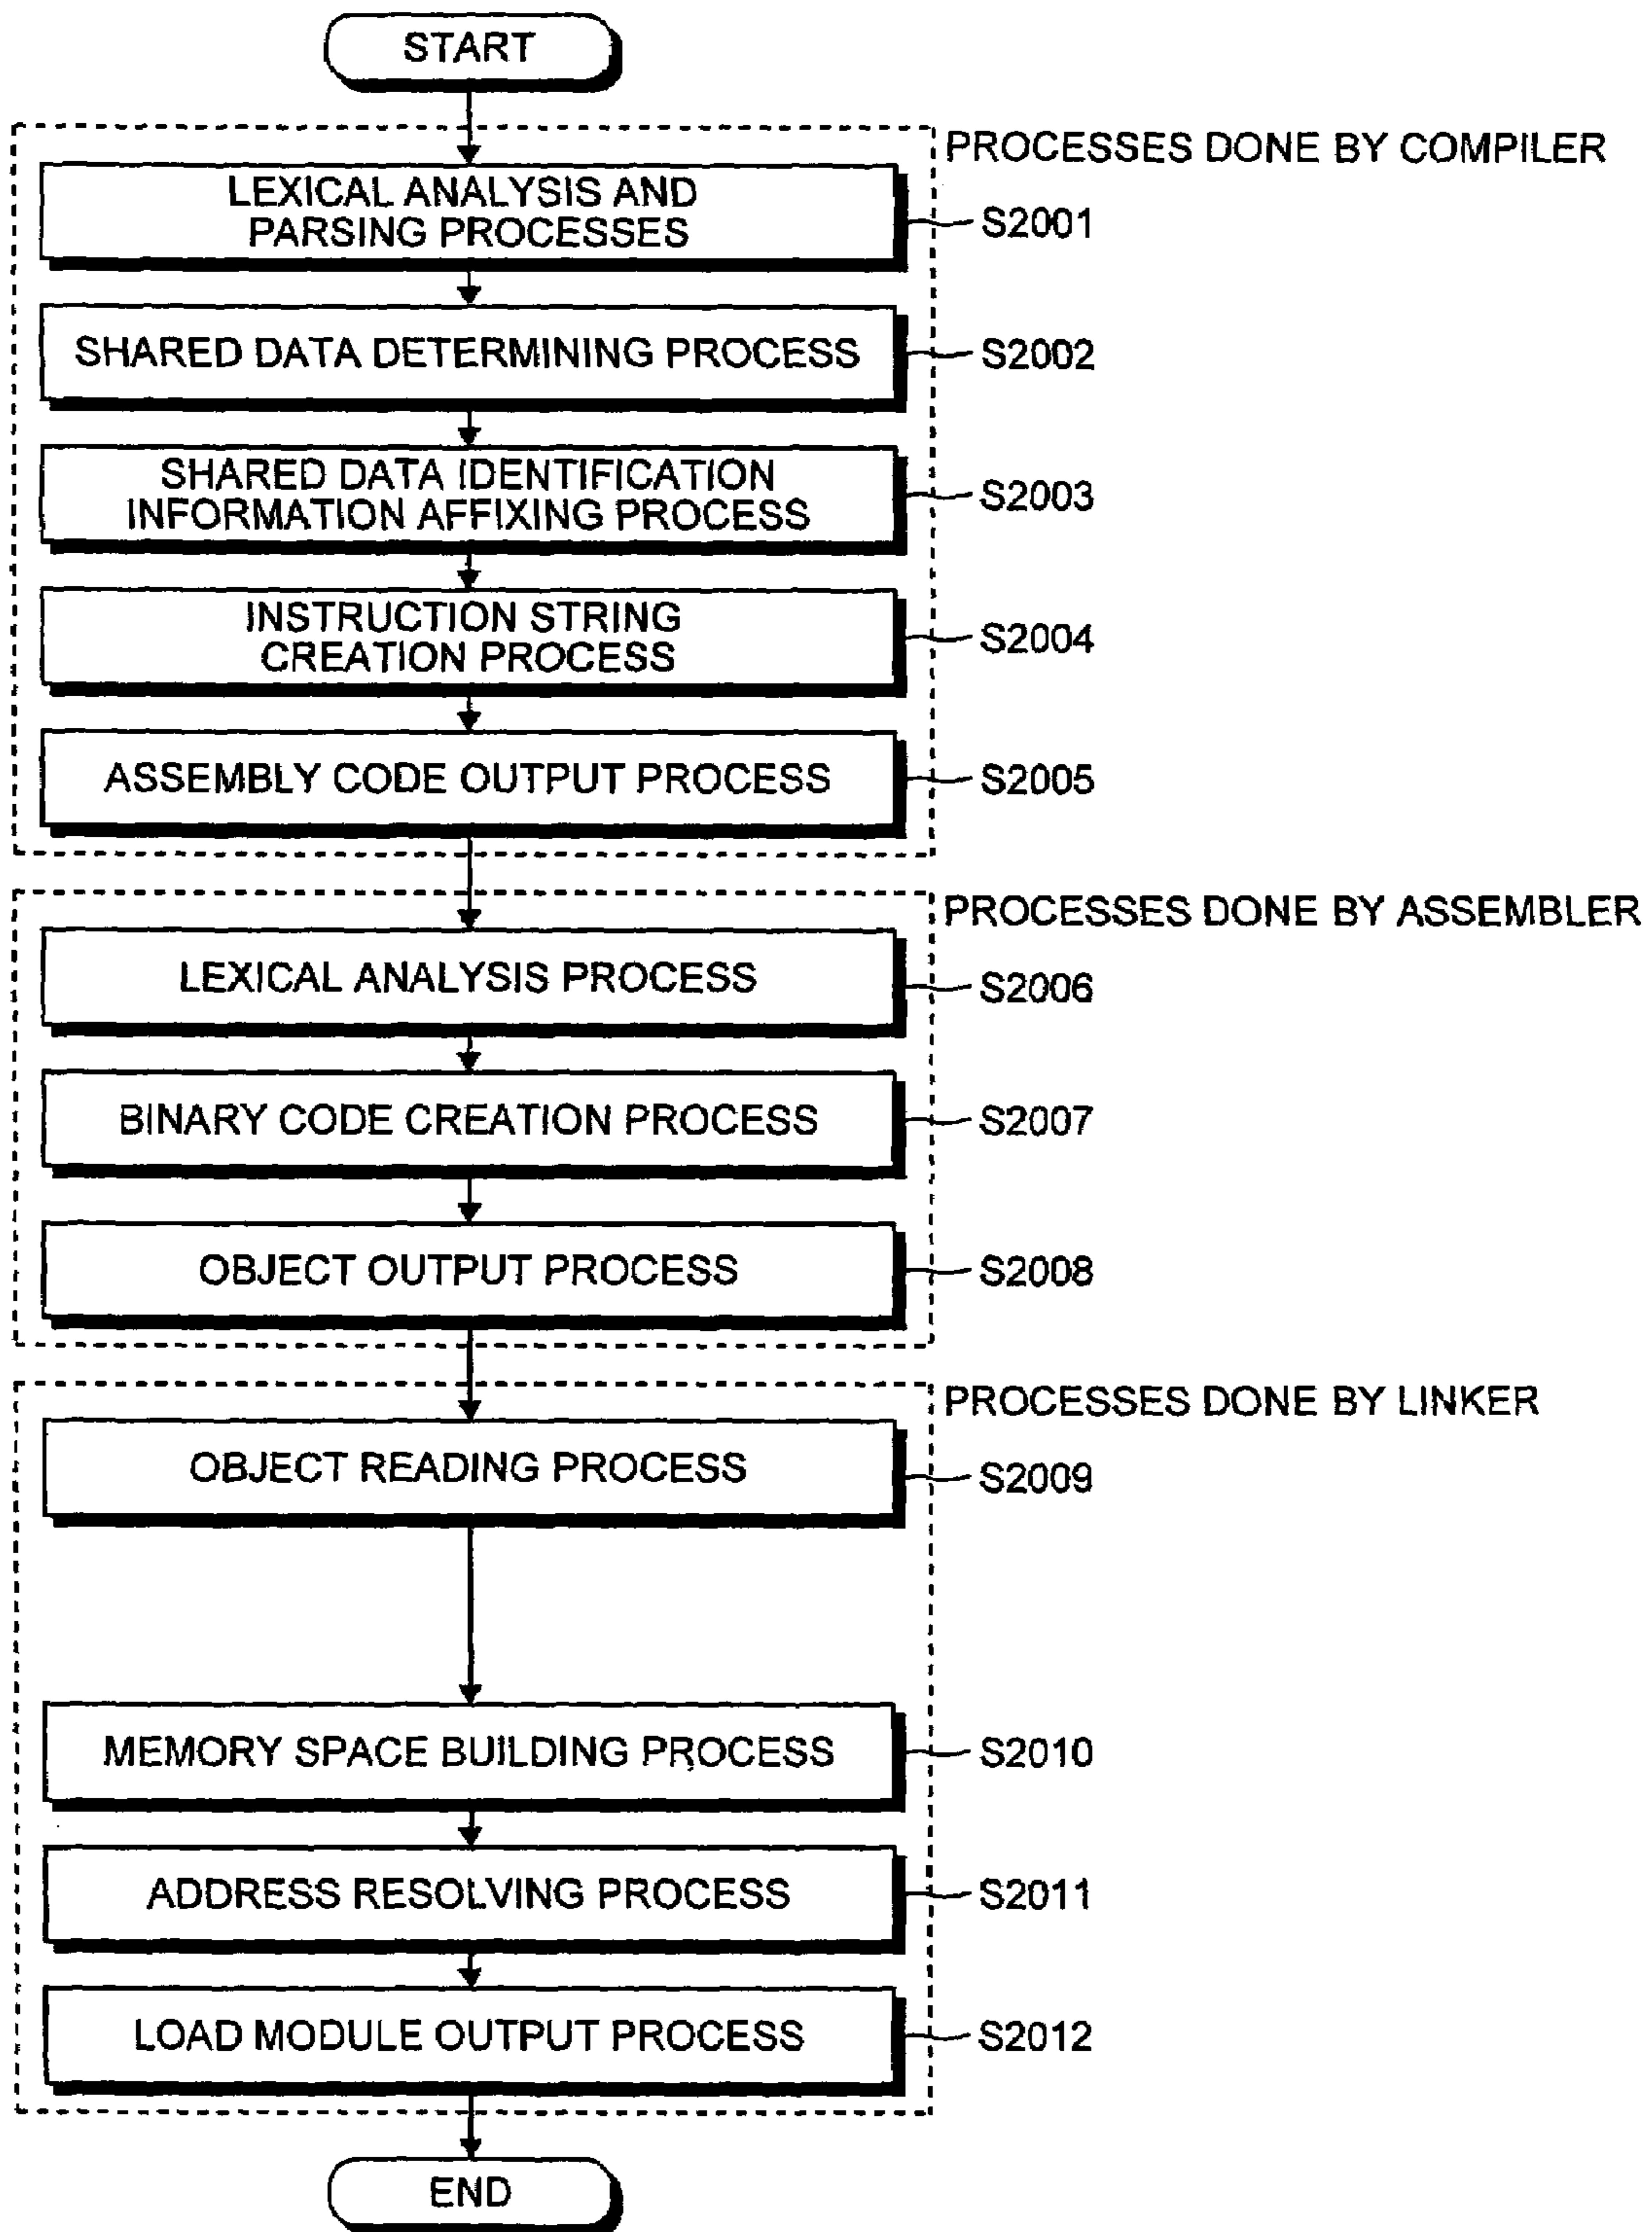 START
PROCESSES DONE BY COMPILER
LEXICAL ANALYSIS AND
PARSING PROCESSES
S2001
SHARED DATA DETERMINING PROCESS
S2002
SHARED DATA IDENTIFICATION
INFORMATION AFFIXING PROCESS
S2003
INSTRUCTION STRING
CREATION PROCESS
S2004
ASSEMBLY CODE OUTPUT PROCESS
S2005
PROCESSES DONE BY ASSEMBLER
LEXICAL ANALYSIS PROCESS
S2006
BINARY CODE CREATION PROCESS
S2007
OBJECT OUTPUT PROCESS
S2008
PROCESSES DONE BY LINKER
OBJECT READING PROCESS
S2009
MEMORY SPACE BUILDING PROCESS
S2010
ADDRESS RESOLVING PROCESS
S2011
LOAD MODULE OUTPUT PROCESS
S2012
END